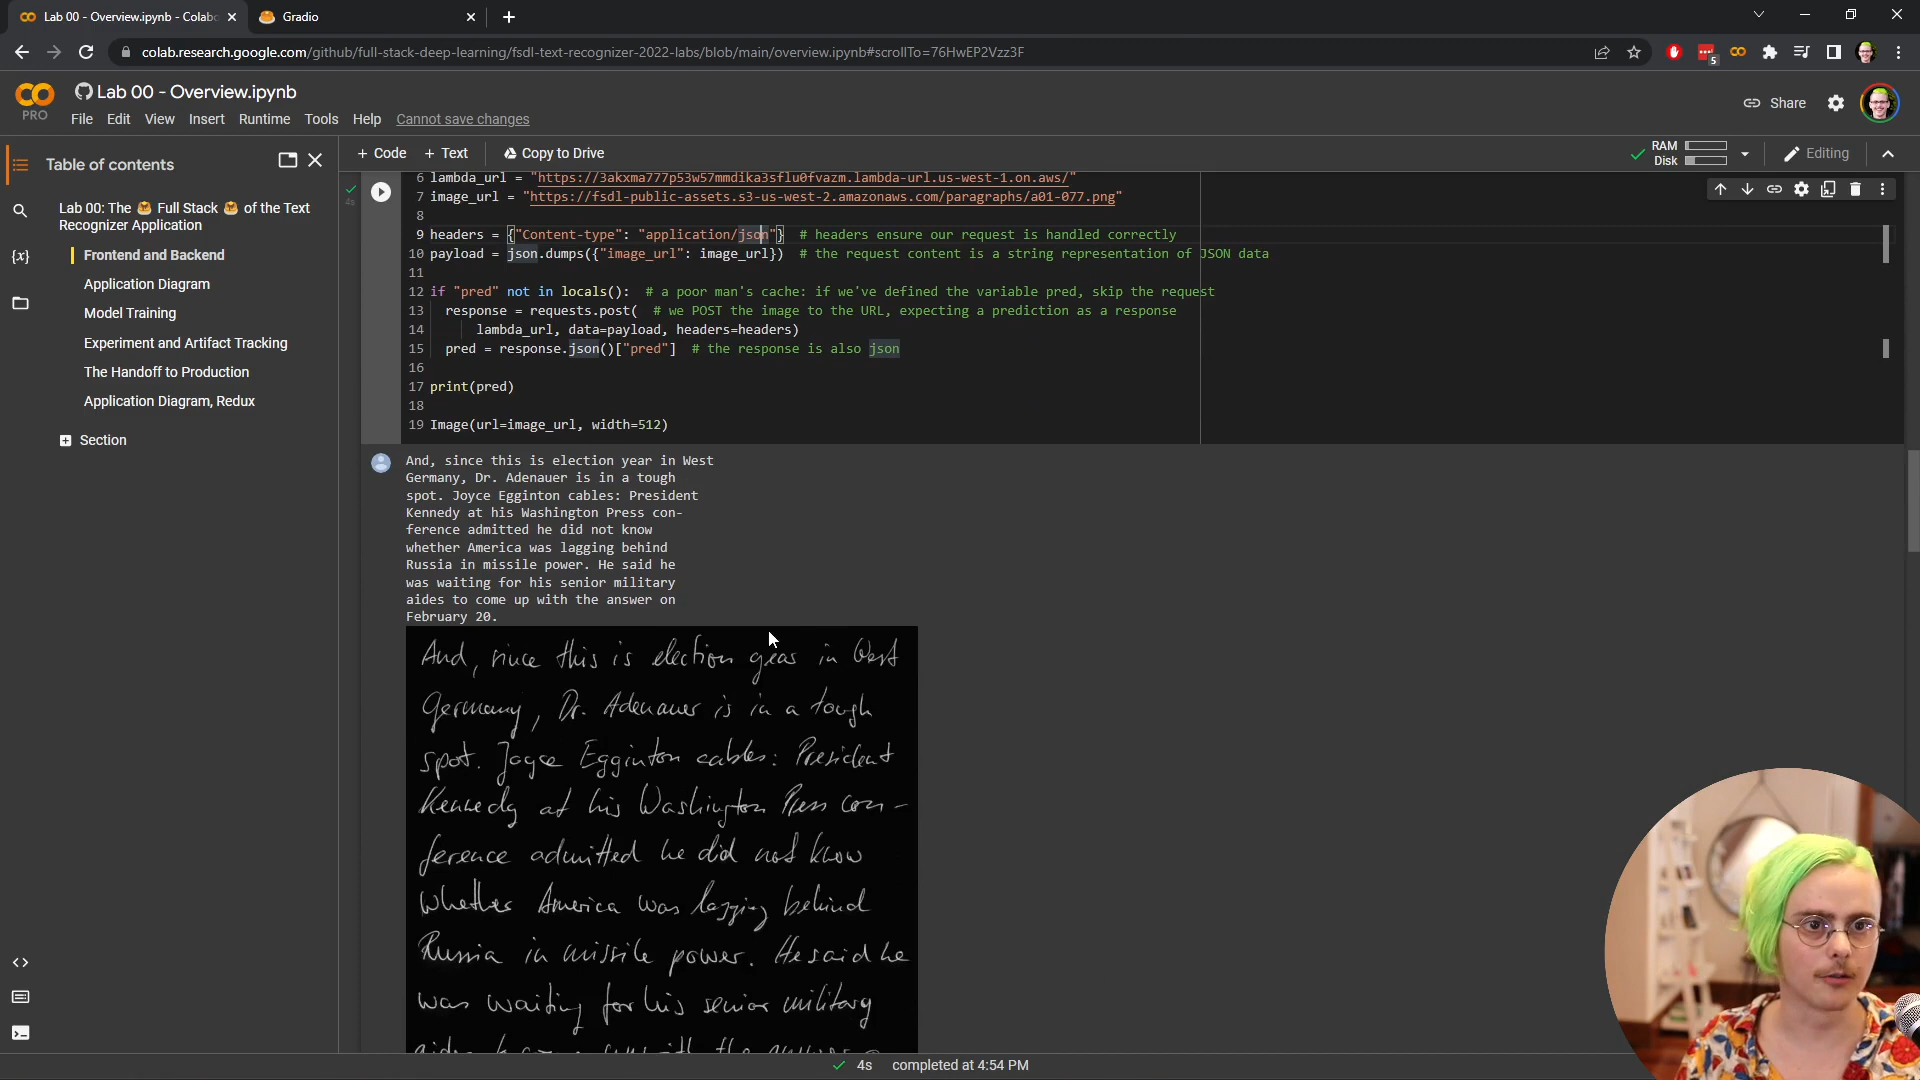 Lab 00 - Overview.ipynb - Colab
Gradio
colab.research.google.com/github/full-stack-deep-learning/fsdl-text-recognizer-2022-labs/blob/main/overview.ipynb#scrollTo=76HwEP2Vzz3F
5
PRO
Lab 00 - Overview.ipynb
File Edit View Insert Runtime Tools Help Cannot save changes
Share
+ Code + Text Copy to Drive
RAM
Disk
Editing
Table of contents
Lab 00: The 🥞 Full Stack 🥞 of the Text
Recognizer Application
Frontend and Backend
Application Diagram
Model Training
Experiment and Artifact Tracking
The Handoff to Production
Application Diagram, Redux
Section
{x}
4s
6 lambda_url = "https://3akxma777p53w57mmdika3sflu0fvazm.lambda-url.us-west-1.on.aws/"
7 image_url = "https://fsdl-public-assets.s3-us-west-2.amazonaws.com/paragraphs/a01-077.png"
8
9 headers = {"Content-type": "application/json"} # headers ensure our request is handled correctly
10 payload = json.dumps({"image_url": image_url}) # the request content is a string representation of JSON data
11
12 if "pred" not in locals(): # a poor man's cache: if we've defined the variable pred, skip the request
13 response = requests.post( # we POST the image to the URL, expecting a prediction as a response
14 lambda_url, data=payload, headers=headers)
15 pred = response.json()["pred"] # the response is also json
16
17 print(pred)
18
19 Image(url=image_url, width=512)
And, since this is election year in West
Germany, Dr. Adenauer is in a tough
spot. Joyce Egginton cables: President
Kennedy at his Washington Press con-
ference admitted he did not know
whether America was lagging behind
Russia in missile power. He said he
was waiting for his senior military
aides to come up with the answer on
February 20.
And, since this is election year in West
Germany, Dr. Adenauer is in a tough
spot. Joyce Egginton cables: President
Kennedy at his Washington Press con-
ference admitted he did not know
whether America was lagging behind
Russia in missile power. He said he
was waiting for his senior military
4s completed at 4:54 PM